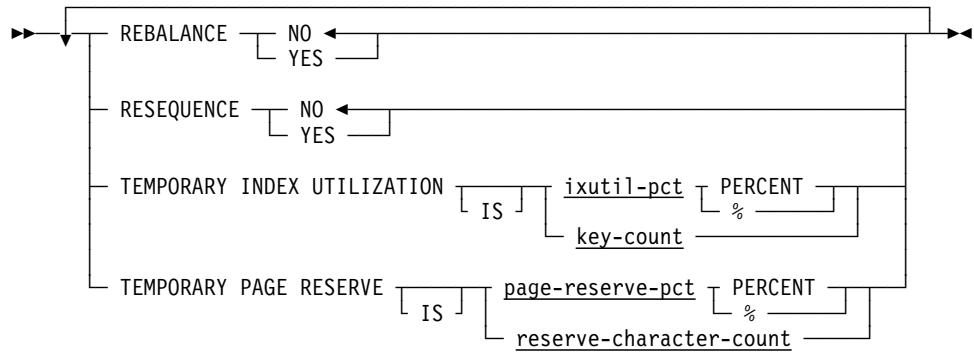 REBALANCE NO
YES
RESEQUENCE NO
YES
TEMPORARY INDEX UTILIZATION ixutil-pct PERCENT
IS %
key-count
TEMPORARY PAGE RESERVE page-reserve-pct PERCENT
IS %
reserve-character-count